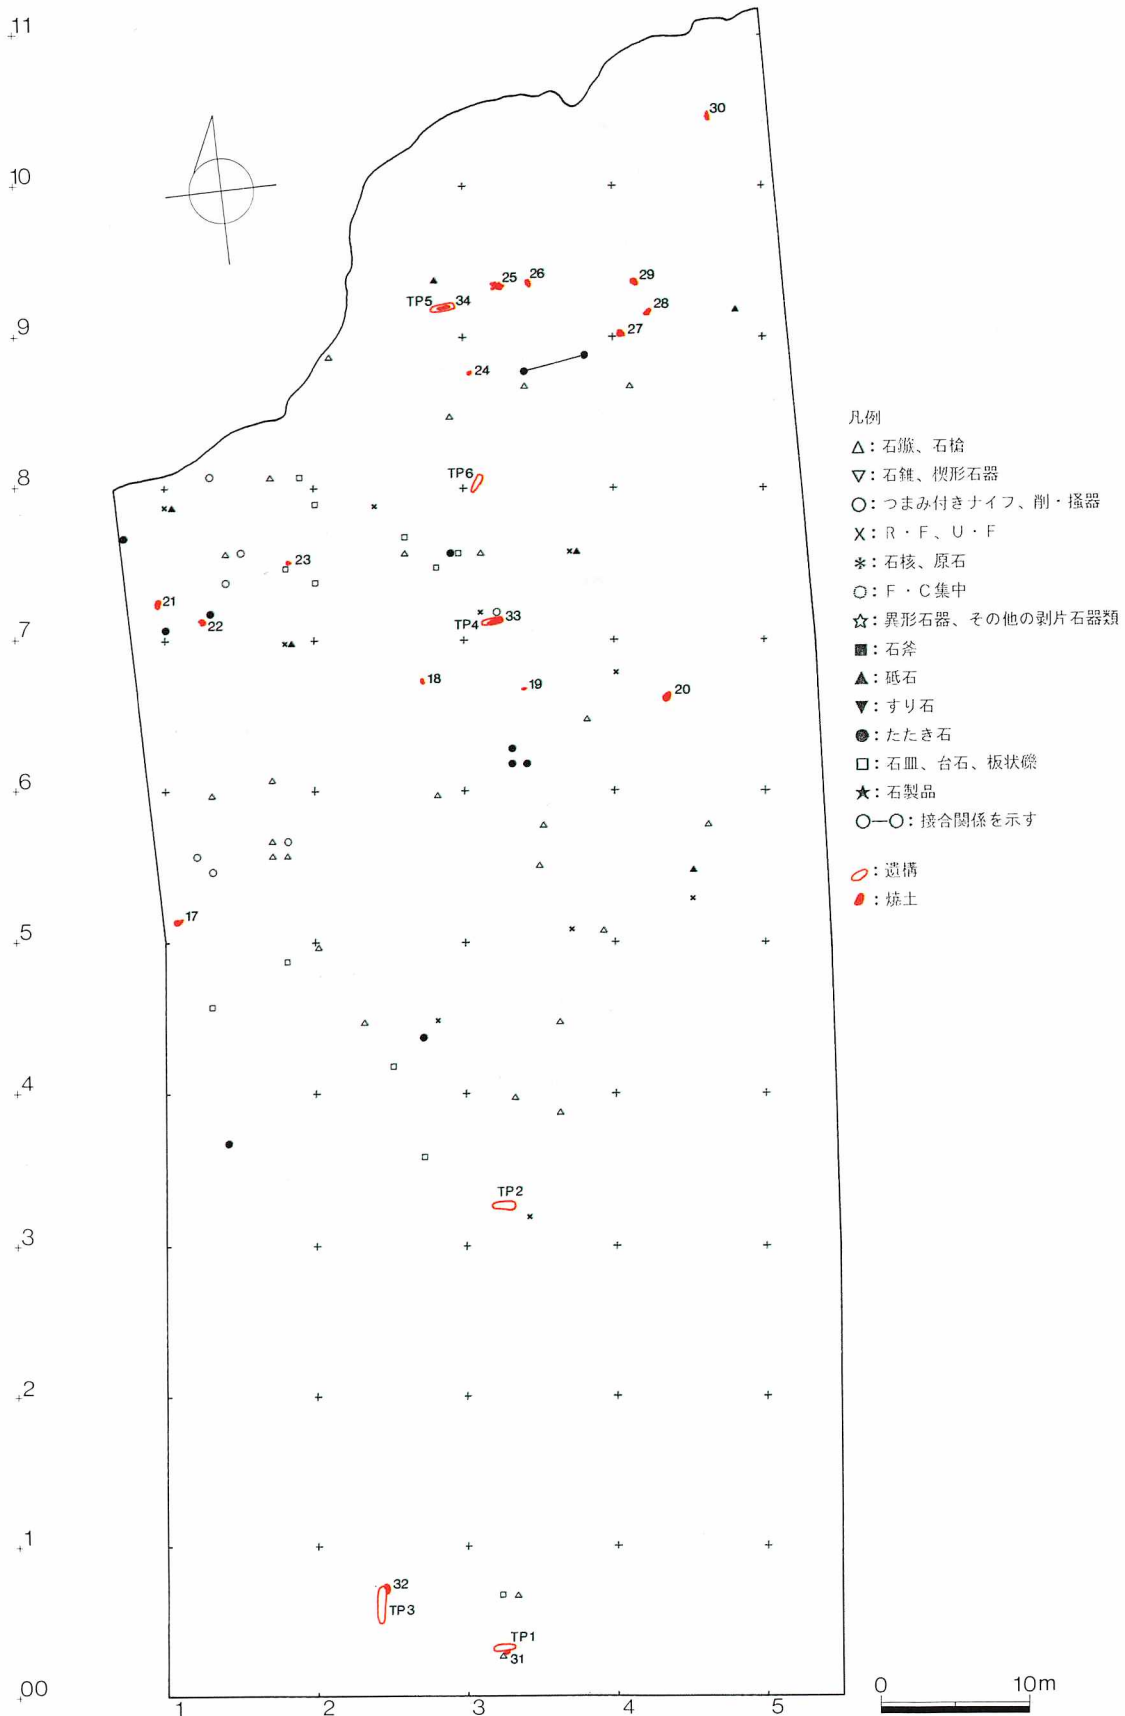 11
30
10
25
26
29
TP5
34
28
9
27
24
8
TP6
23
21
22
7
TP4
33
18
19
20
6
17
5
4
TP2
3
2
1
32
TP3
TP1
31
00
1
2
3
4
5
凡例
△：石鏃、石槍
▽：石錐、楔形石器
○：つまみ付きナイフ、削・掻器
X：R・F、U・F
＊：石核、原石
◌：F・C集中
☆：異形石器、その他の剥片石器類
■：石斧
▲：砥石
▼：すり石
●：たたき石
□：石皿、台石、板状礫
★：石製品
○—○：接合関係を示す
：遺構
：焼土
0 10m